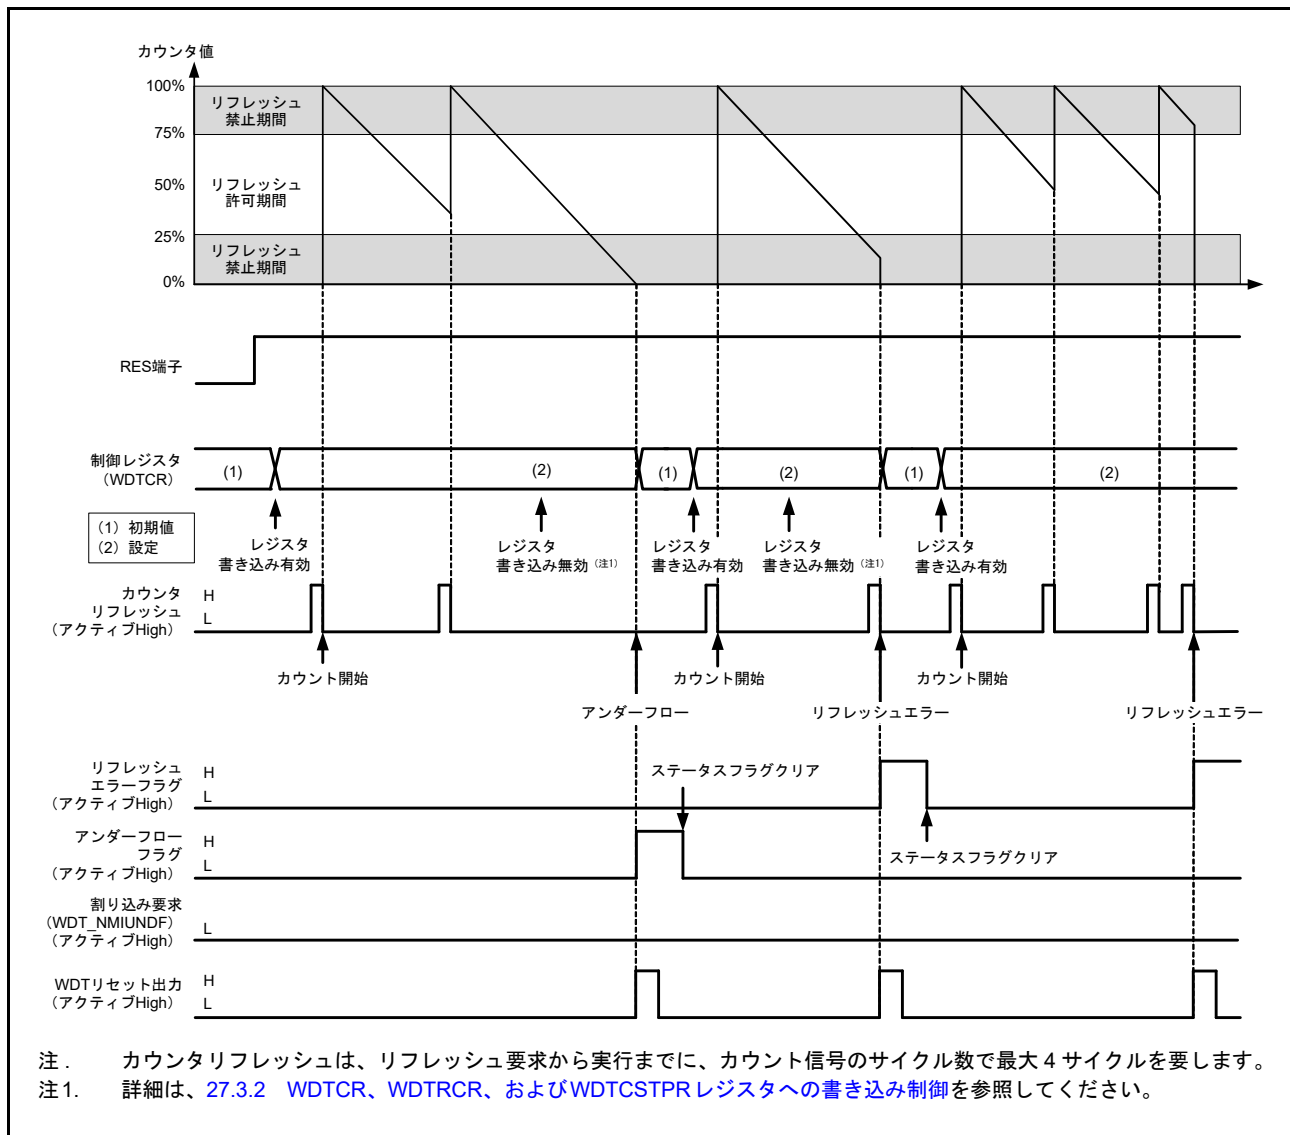 カウンタ値
100%
リフレッシュ
禁止期間
75%
50%
リフレッシュ
許可期間
25%
リフレッシュ
禁止期間
0%
RES端子
制御レジスタ
（WDTCR）
(1)
(2)
(1)
(2)
(1)
(2)
（1）初期値
（2）設定
レジスタ
書き込み有効
レジスタ
書き込み無効（注1）
レジスタ
書き込み有効
レジスタ
書き込み無効（注1）
レジスタ
書き込み有効
カウンタ
リフレッシュ
（アクティブHigh）
H
L
カウント開始
カウント開始
カウント開始
アンダーフロー
リフレッシュエラー
リフレッシュエラー
リフレッシュ
エラーフラグ
（アクティブHigh）
H
L
ステータスフラグクリア
アンダーフロー
フラグ
（アクティブHigh）
H
L
ステータスフラグクリア
割り込み要求
（WDT_NMIUNDF）
（アクティブHigh）
L
WDTリセット出力
（アクティブHigh）
H
L
注 . カウンタリフレッシュは、リフレッシュ要求から実行までに、カウント信号のサイクル数で最大 4 サイクルを要します。
注1. 詳細は、27.3.2 WDTCR、WDTRCR、およびWDTCSTPR レジスタへの書き込み制御を参照してください。